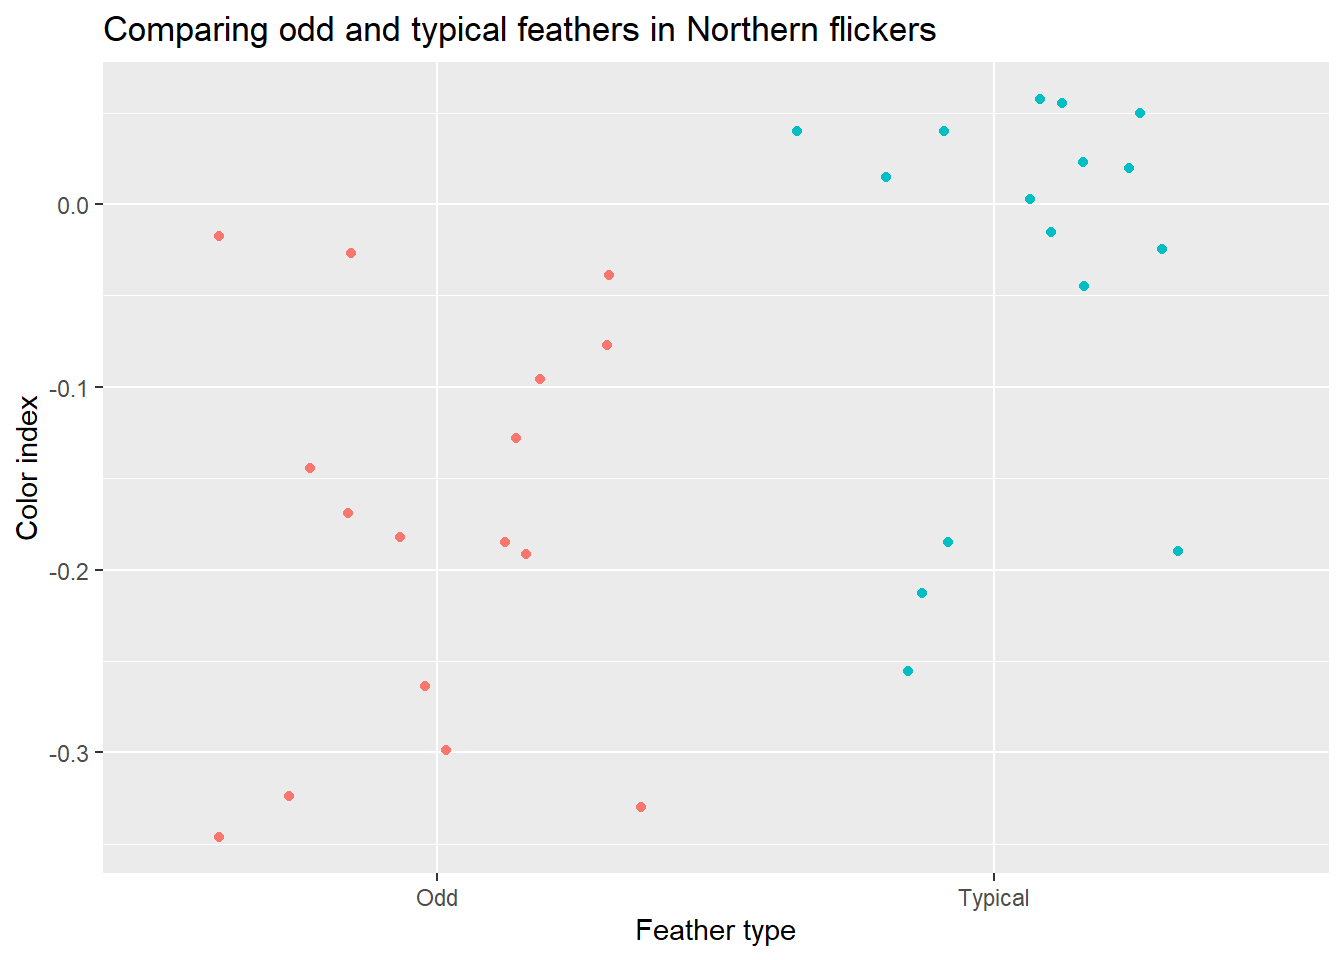 Comparing odd and typical feathers in Northern flickers
0.0
-0.1
-0.2
-0.3
Color index
Odd
Typical
Feather type